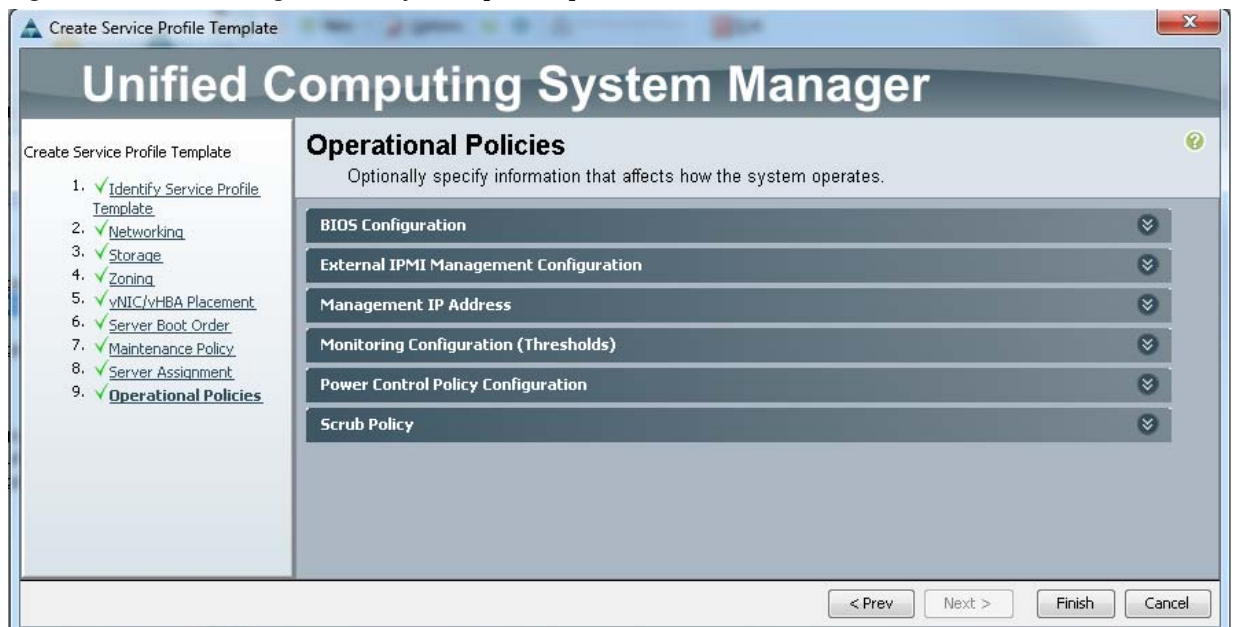 Create Service Profile Template
Unified Computing System Manager
Create Service Profile Template
1. Identify Service Profile
Template
2. Networking
3. Storage
4. Zoning
5. vNIC/vHBA Placement
6. Server Boot Order
7. Maintenance Policy
8. Server Assignment
9. Operational Policies
Operational Policies
Optionally specify information that affects how the system operates.
BIOS Configuration
External IPMI Management Configuration
Management IP Address
Monitoring Configuration (Thresholds)
Power Control Policy Configuration
Scrub Policy
< Prev
Next >
Finish
Cancel